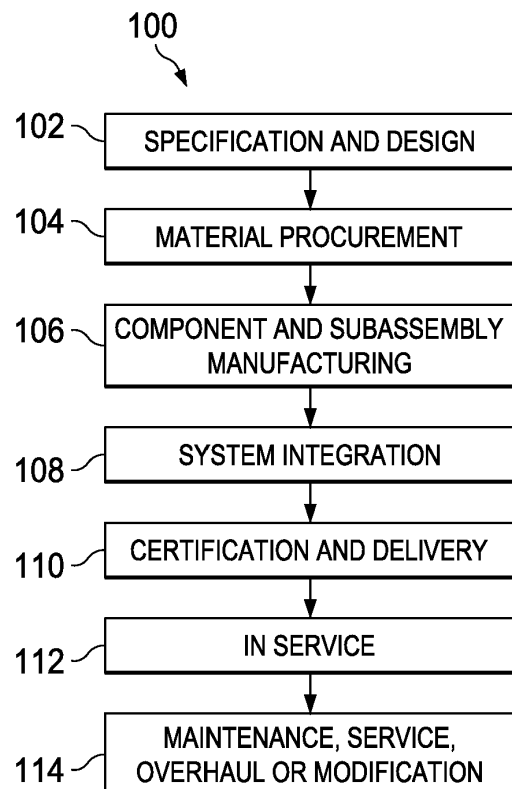 100
102
SPECIFICATION AND DESIGN
104
MATERIAL PROCUREMENT
106
COMPONENT AND SUBASSEMBLY
MANUFACTURING
108
SYSTEM INTEGRATION
110
CERTIFICATION AND DELIVERY
112
IN SERVICE
114
MAINTENANCE, SERVICE,
OVERHAUL OR MODIFICATION